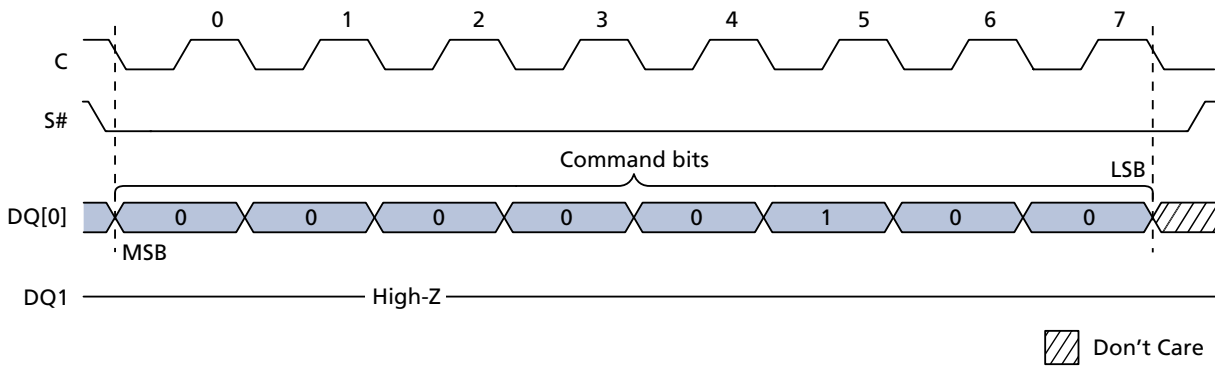 0 1 2 3 4 5 6 7
C
S#
Command bits
LSB
DQ[0] 0 0 0 0 0 1 0 0
MSB
DQ1 High-Z
Don't Care